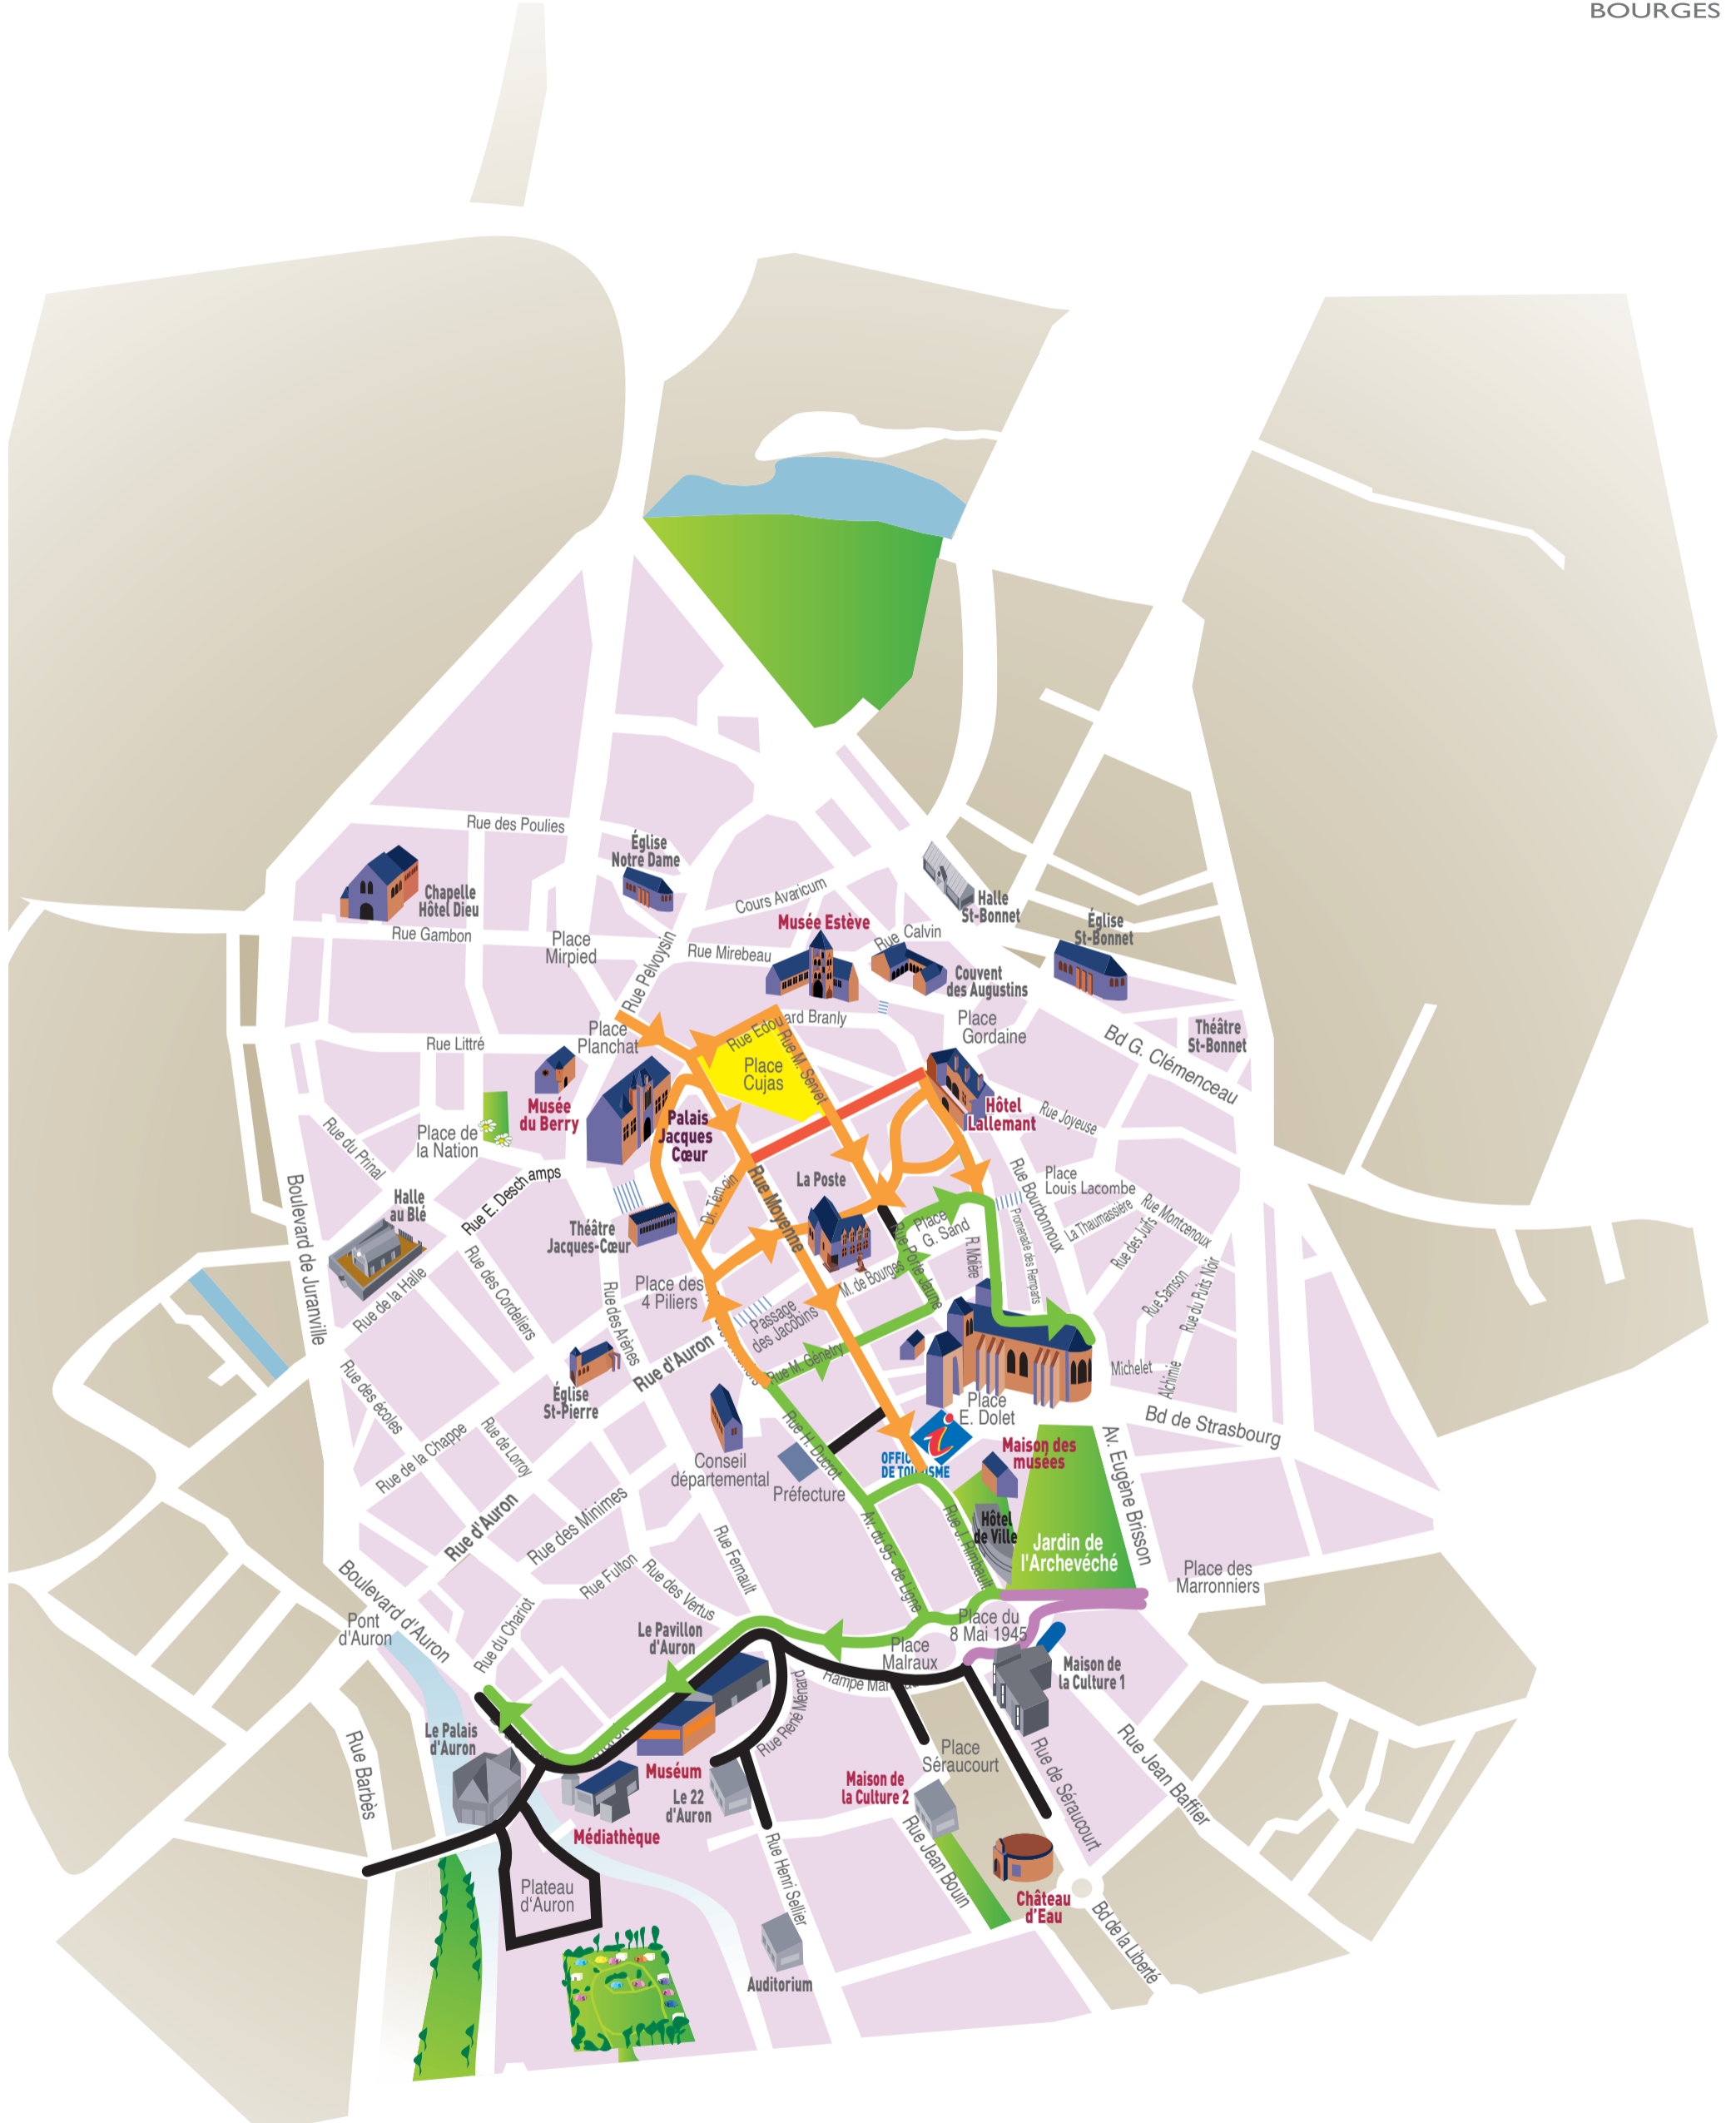 BOURGES
Rue des Poulies
Église
Notre Dame
Chapelle
Hôtel Dieu
Cours Avaricum
Halle
St-Bonnet
Église
St-Bonnet
Musée Estève
Rue Gambon
Place
Mirpied
Rue Pelvoysin
Rue Mirebeau
Rue Calvin
Couvent
des Augustins
Place
Planchat
Rue Edouard Branly
Place
Gordaine
Bd G. Clémenceau
Théâtre
St-Bonnet
Rue Littré
Place
Cujas
Rue M. Servet
Musée
du Berry
Palais
Jacques
Cœur
Hôtel
Lallemant
Rue Joyeuse
Rue du Prinal
Place de
la Nation
Rue E. Deschamps
Dr. Témoin
Rue Moyenne
La Poste
Rue Bourbonnoux
Place
Louis Lacombe
La Thaumassière
Rue Montcenoux
Rue des Juifs
Boulevard de Juranville
Halle
au Blé
Théâtre
Jacques-Cœur
Rue Porte Jaune
Place
G. Sand
R. Molière
Promenade des Remparts
Rue Samson
Rue du Puits Noir
Rue de la Halle
Rue des Cordeliers
Rue des Arènes
Place des
4 Piliers
M. de Bourges
Passage
des Jacobins
Rue d'Auron
Rue M. Genetry
Michelet
Alchimie
Rue des écoles
Église
St-Pierre
Place
E. Dolet
Bd de Strasbourg
Rue de la Chappe
Rue de Lorroy
Conseil
départemental
Rue H. Ducrot
Préfecture
OFFICE
DE TOURISME
Maison des
musées
Av. Eugène Brisson
Rue d'Auron
Rue des Minimes
Rue Fernault
Av. du 95e de Ligne
Rue J. Rimbault
Hôtel
de Ville
Jardin de
l'Archevéché
Place des
Marronniers
Boulevard d'Auron
Rue Fulton
Rue des Vertus
Pont
d'Auron
Rue du Chariot
Le Pavillon
d'Auron
Place du
8 Mai 1945
Place
Malraux
Maison de
la Culture 1
Rue René Ménard
Le Palais
d'Auron
Rue Barbès
Muséum
Le 22
d'Auron
Médiathèque
Place
Séraucourt
Maison de
la Culture 2
Rue de Séraucourt
Rue Jean Baffier
Rue Jean Bouin
Rue Henri Sellier
Plateau
d'Auron
Château
d'Eau
Bd de la Liberté
Auditorium